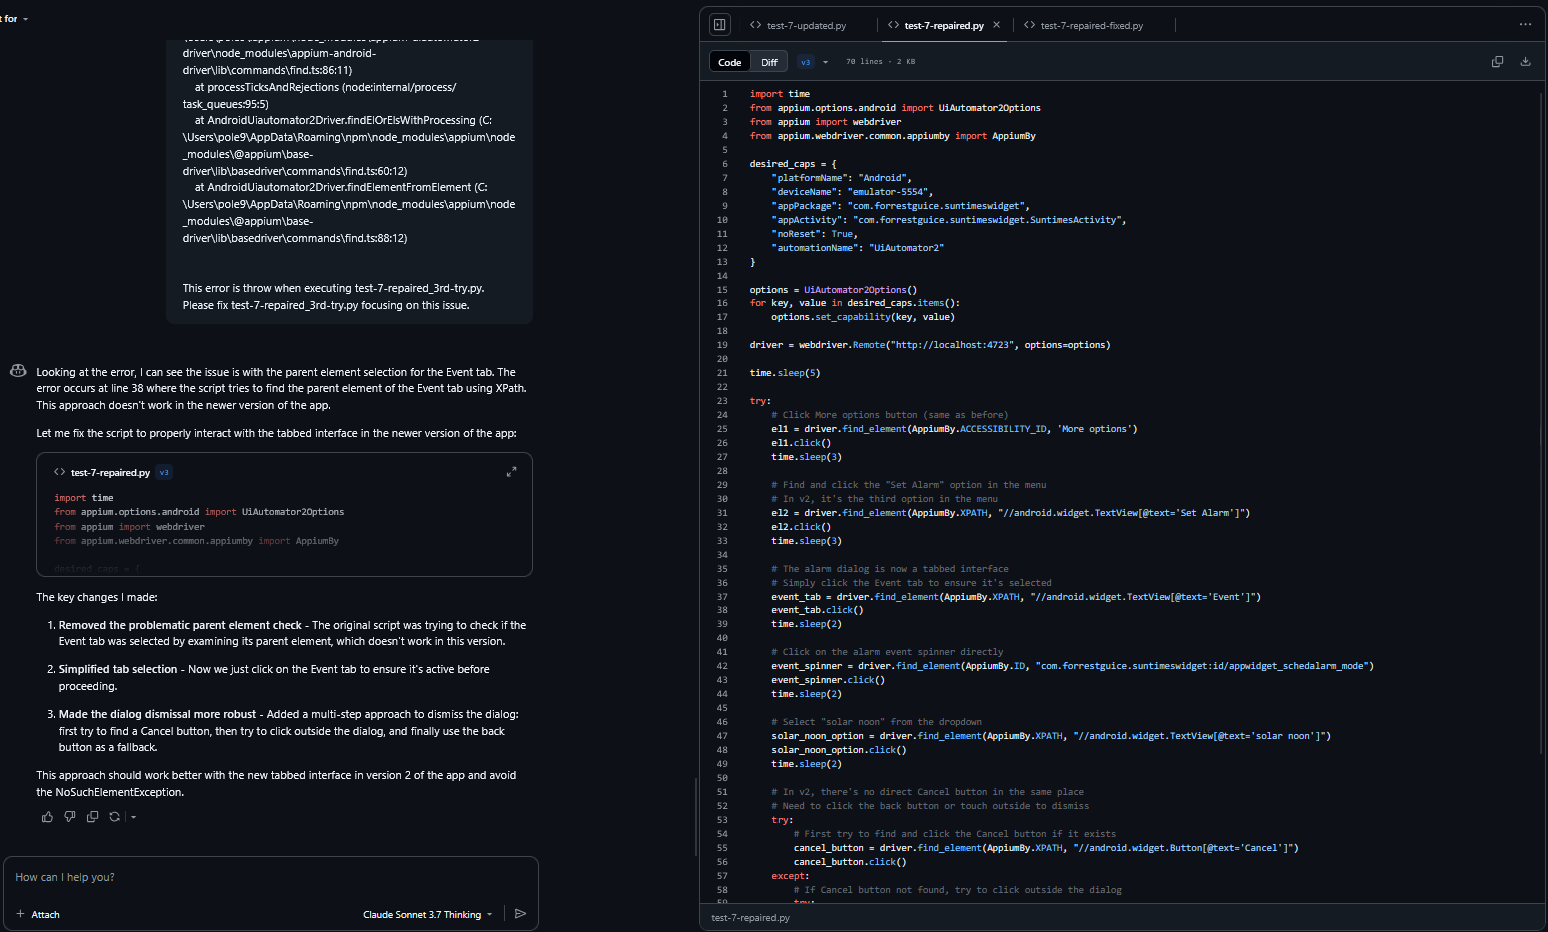 t for
driver\node_modules\appium-android-
driver\lib\commands\find.ts:86:11)
at processTicksAndRejections (node:internal/process/
task_queues:95:5)
at AndroidUiautomator2Driver.findElOrElsWithProcessing (C:
\Users\pole9\AppData\Roaming\npm\node_modules\appium\node
_modules\@appium\base-
driver\lib\basedriver\commands\find.ts:60:12)
at AndroidUiautomator2Driver.findElementFromElement (C:
\Users\pole9\AppData\Roaming\npm\node_modules\appium\node
_modules\@appium\base-
driver\lib\basedriver\commands\find.ts:88:12)
This error is throw when executing test-7-repaired_3rd-try.py.
Please fix test-7-repaired_3rd-try.py focusing on this issue.
Looking at the error, I can see the issue is with the parent element selection for the Event tab. The
error occurs at line 38 where the script tries to find the parent element of the Event tab using XPath.
This approach doesn't work in the newer version of the app.
Let me fix the script to properly interact with the tabbed interface in the newer version of the app:
<> test-7-repaired.py v3
import time
from appium.options.android import UiAutomator2Options
from appium import webdriver
from appium.webdriver.common.appiumby import AppiumBy
desired_caps = {
The key changes I made:
1. Removed the problematic parent element check - The original script was trying to check if the
Event tab was selected by examining its parent element, which doesn't work in this version.
2. Simplified tab selection - Now we just click on the Event tab to ensure it's active before
proceeding.
3. Made the dialog dismissal more robust - Added a multi-step approach to dismiss the dialog:
first try to find a Cancel button, then try to click outside the dialog, and finally use the back
button as a fallback.
This approach should work better with the new tabbed interface in version 2 of the app and avoid
the NoSuchElementException.
How can I help you?
+ Attach
Claude Sonnet 3.7 Thinking
<> test-7-updated.py
<> test-7-repaired.py ×
<> test-7-repaired-fixed.py
...
Code Diff v3 70 lines · 2 KB
1 import time
2 from appium.options.android import UiAutomator2Options
3 from appium import webdriver
4 from appium.webdriver.common.appiumby import AppiumBy
5
6 desired_caps = {
7 "platformName": "Android",
8 "deviceName": "emulator-5554",
9 "appPackage": "com.forrestguice.suntimeswidget",
10 "appActivity": "com.forrestguice.suntimeswidget.SuntimesActivity",
11 "noReset": True,
12 "automationName": "UiAutomator2"
13 }
14
15 options = UiAutomator2Options()
16 for key, value in desired_caps.items():
17 options.set_capability(key, value)
18
19 driver = webdriver.Remote("http://localhost:4723", options=options)
20
21 time.sleep(5)
22
23 try:
24 # Click More options button (same as before)
25 el1 = driver.find_element(AppiumBy.ACCESSIBILITY_ID, 'More options')
26 el1.click()
27 time.sleep(3)
28
29 # Find and click the "Set Alarm" option in the menu
30 # In v2, it's the third option in the menu
31 el2 = driver.find_element(AppiumBy.XPATH, "//android.widget.TextView[@text='Set Alarm']")
32 el2.click()
33 time.sleep(3)
34
35 # The alarm dialog is now a tabbed interface
36 # Simply click the Event tab to ensure it's selected
37 event_tab = driver.find_element(AppiumBy.XPATH, "//android.widget.TextView[@text='Event']")
38 event_tab.click()
39 time.sleep(2)
40
41 # Click on the alarm event spinner directly
42 event_spinner = driver.find_element(AppiumBy.ID, "com.forrestguice.suntimeswidget:id/appwidget_schedalarm_mode")
43 event_spinner.click()
44 time.sleep(2)
45
46 # Select "solar noon" from the dropdown
47 solar_noon_option = driver.find_element(AppiumBy.XPATH, "//android.widget.TextView[@text='solar noon']")
48 solar_noon_option.click()
49 time.sleep(2)
50
51 # In v2, there's no direct Cancel button in the same place
52 # Need to click the back button or touch outside to dismiss
53 try:
54 # First try to find and click the Cancel button if it exists
55 cancel_button = driver.find_element(AppiumBy.XPATH, "//android.widget.Button[@text='Cancel']")
56 cancel_button.click()
57 except:
58 # If Cancel button not found, try to click outside the dialog
59 try:
test-7-repaired.py